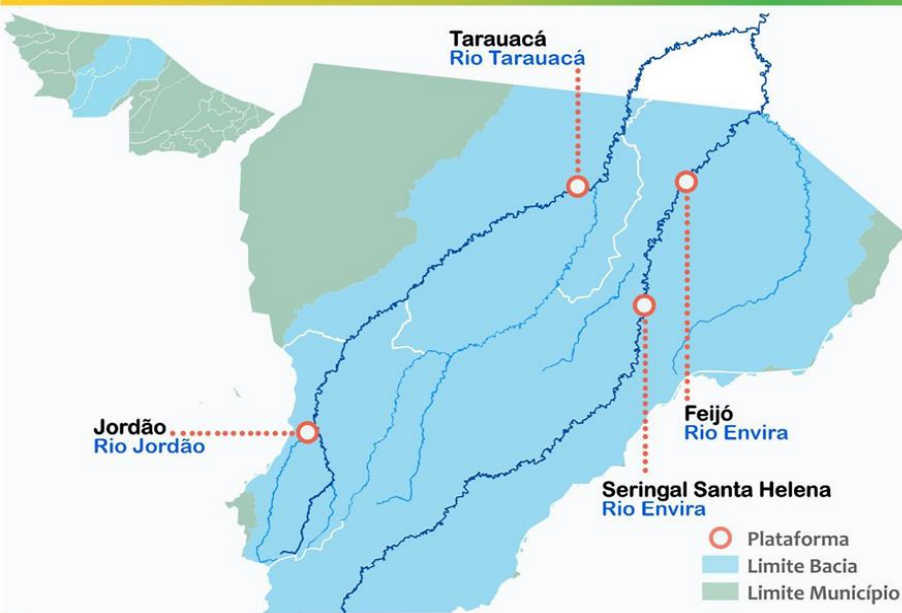 Tarauacá
Rio Tarauacá
Jordão
Rio Jordão
Feijó
Rio Envira
Seringal Santa Helena
Rio Envira
Plataforma
Limite Bacia
Limite Município